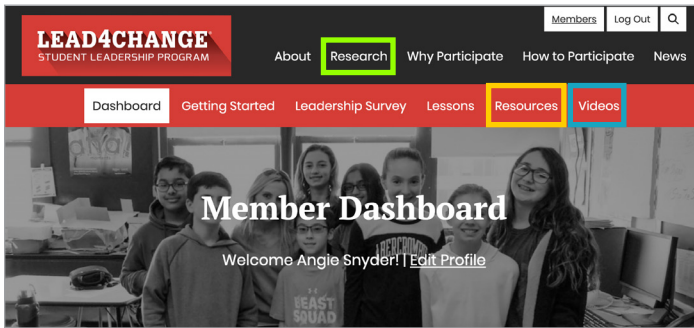 Members Log Out
LEAD4CHANGE
STUDENT LEADERSHIP PROGRAM
About Research Why Participate How to Participate News
Dashboard Getting Started Leadership Survey Lessons Resources Videos
Member Dashboard
Welcome Angie Snyder! | Edit Profile
ABERCROMBIE
BEAST
SQUAD